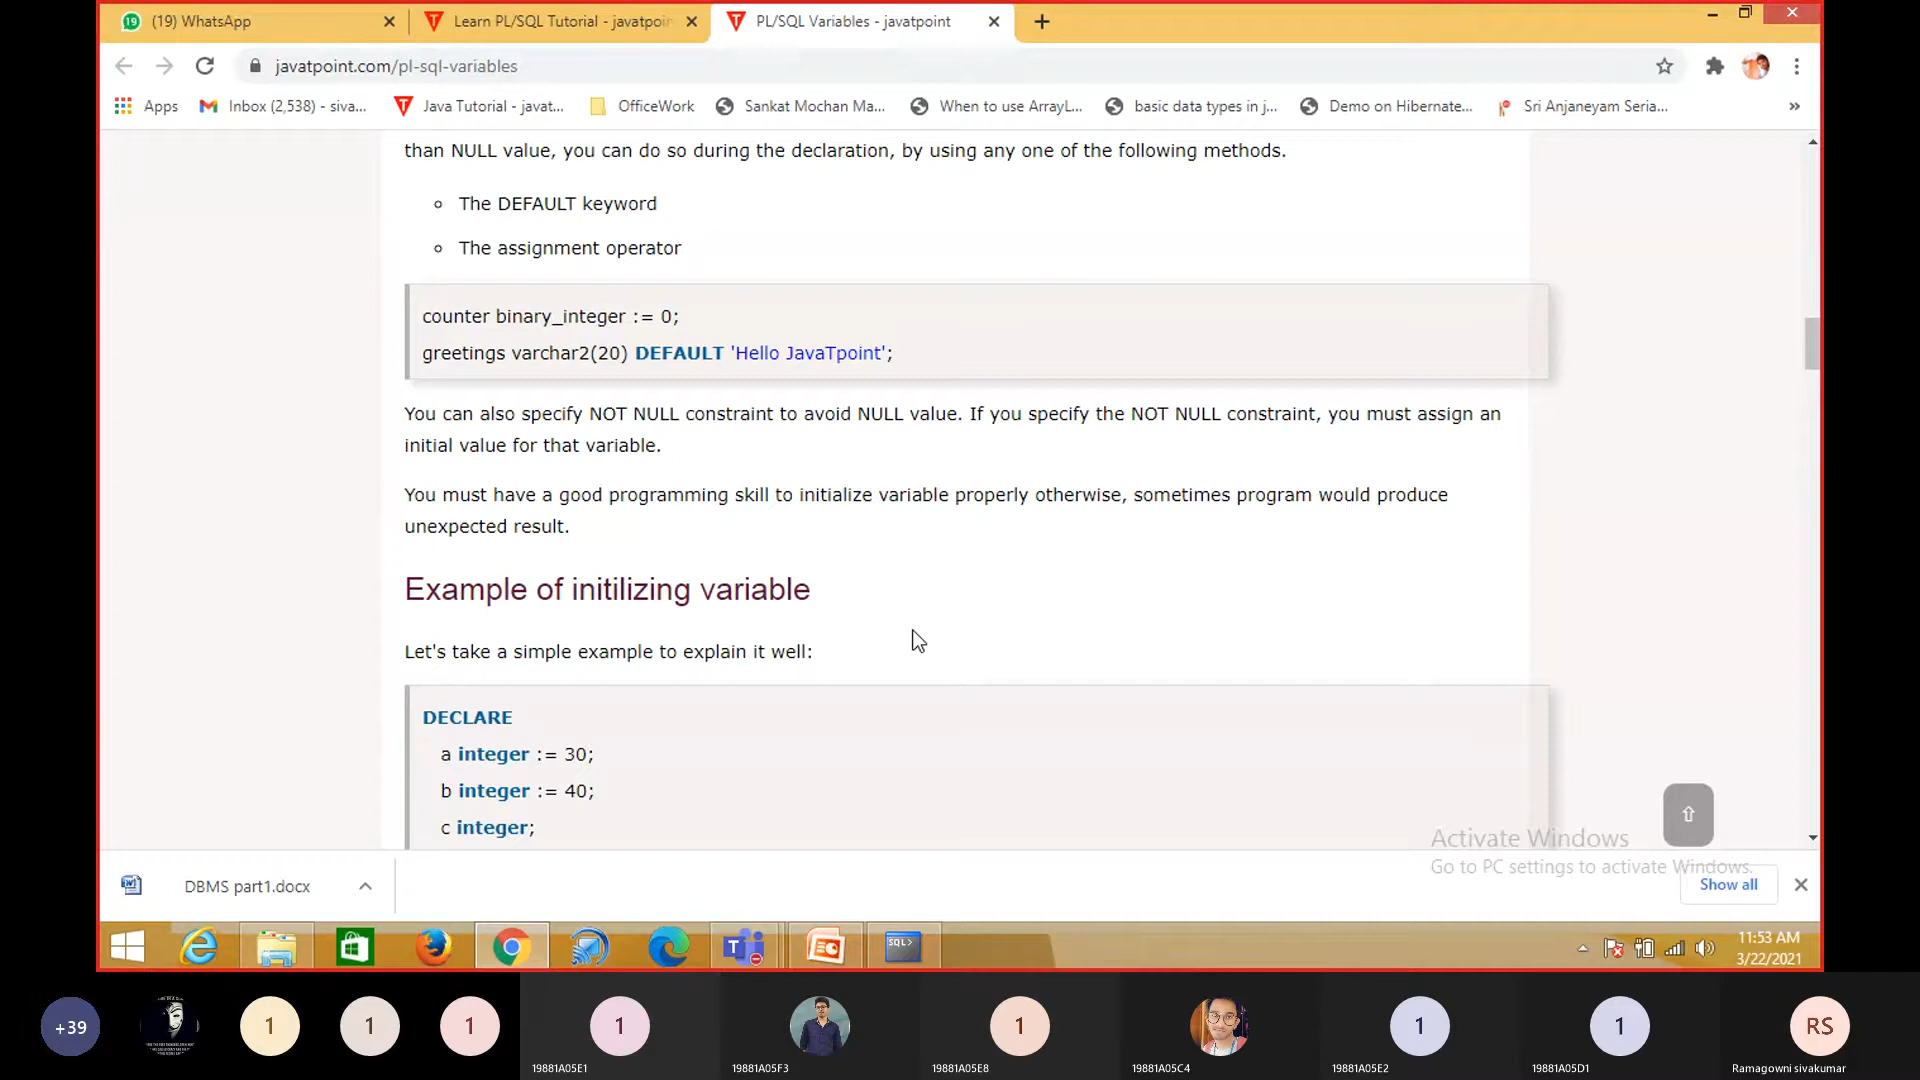 19 (19) WhatsApp
Learn PL/SQL Tutorial - javatpoin
PL/SQL Variables - javatpoint
javatpoint.com/pl-sql-variables
Apps
Inbox (2,538) - siva...
Java Tutorial - javat...
OfficeWork
Sankat Mochan Ma...
When to use ArrayL...
basic data types in j...
Demo on Hibernate...
Sri Anjaneyam Seria...
than NULL value, you can do so during the declaration, by using any one of the following methods.
The DEFAULT keyword
The assignment operator
counter binary_integer := 0;
greetings varchar2(20) DEFAULT 'Hello JavaTpoint';
You can also specify NOT NULL constraint to avoid NULL value. If you specify the NOT NULL constraint, you must assign an
initial value for that variable.
You must have a good programming skill to initialize variable properly otherwise, sometimes program would produce
unexpected result.
Example of initilizing variable
Let's take a simple example to explain it well:
DECLARE
a integer := 30;
b integer := 40;
c integer;
Activate Windows
Go to PC settings to activate Windows.
DBMS part1.docx
Show all
SQL>
11:53 AM
3/22/2021
+39
1
1
1
1
1
1
1
RS
19881A05E1
19881A05F3
19881A05E8
19881A05C4
19881A05E2
19881A05D1
Ramagowni sivakumar